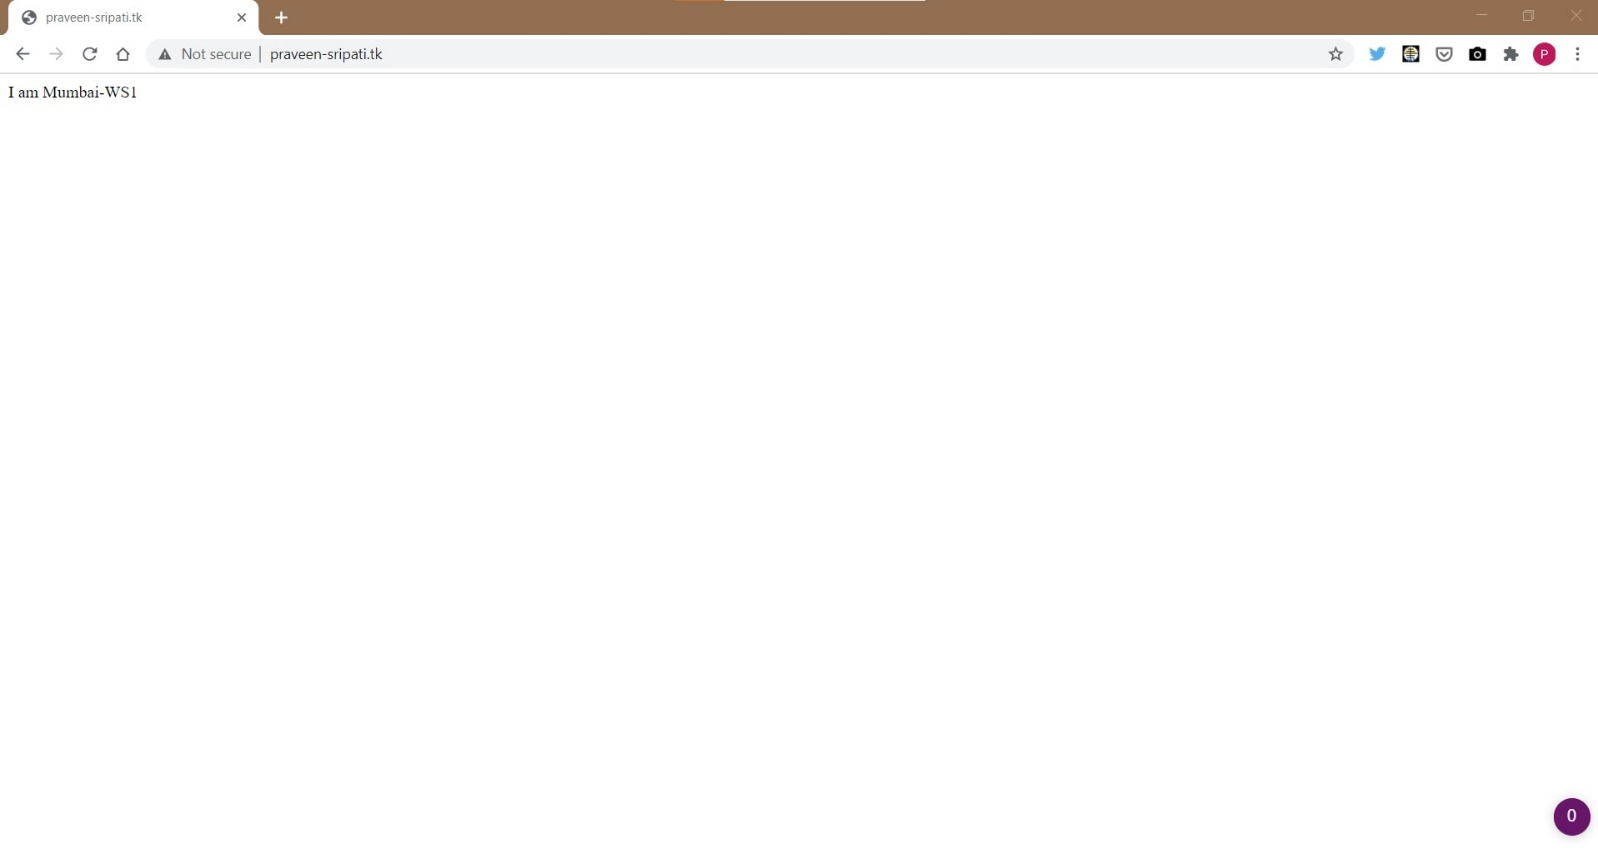 praveen-sripati.tk
Not secure | praveen-sripati.tk
P
I am Mumbai-WS1
0